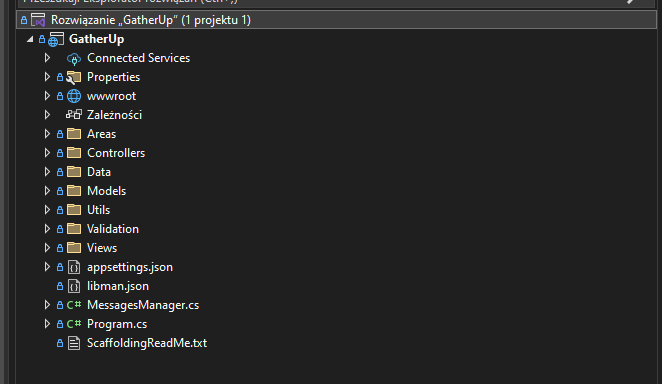 Przeszukaj Eksplorator rozwiązań (Ctrl+;)
Rozwiązanie „GatherUp” (1 projektu 1)
GatherUp
Connected Services
Properties
wwwroot
Zależności
Areas
Controllers
Data
Models
Utils
Validation
Views
appsettings.json
libman.json
C# MessagesManager.cs
C# Program.cs
ScaffoldingReadMe.txt